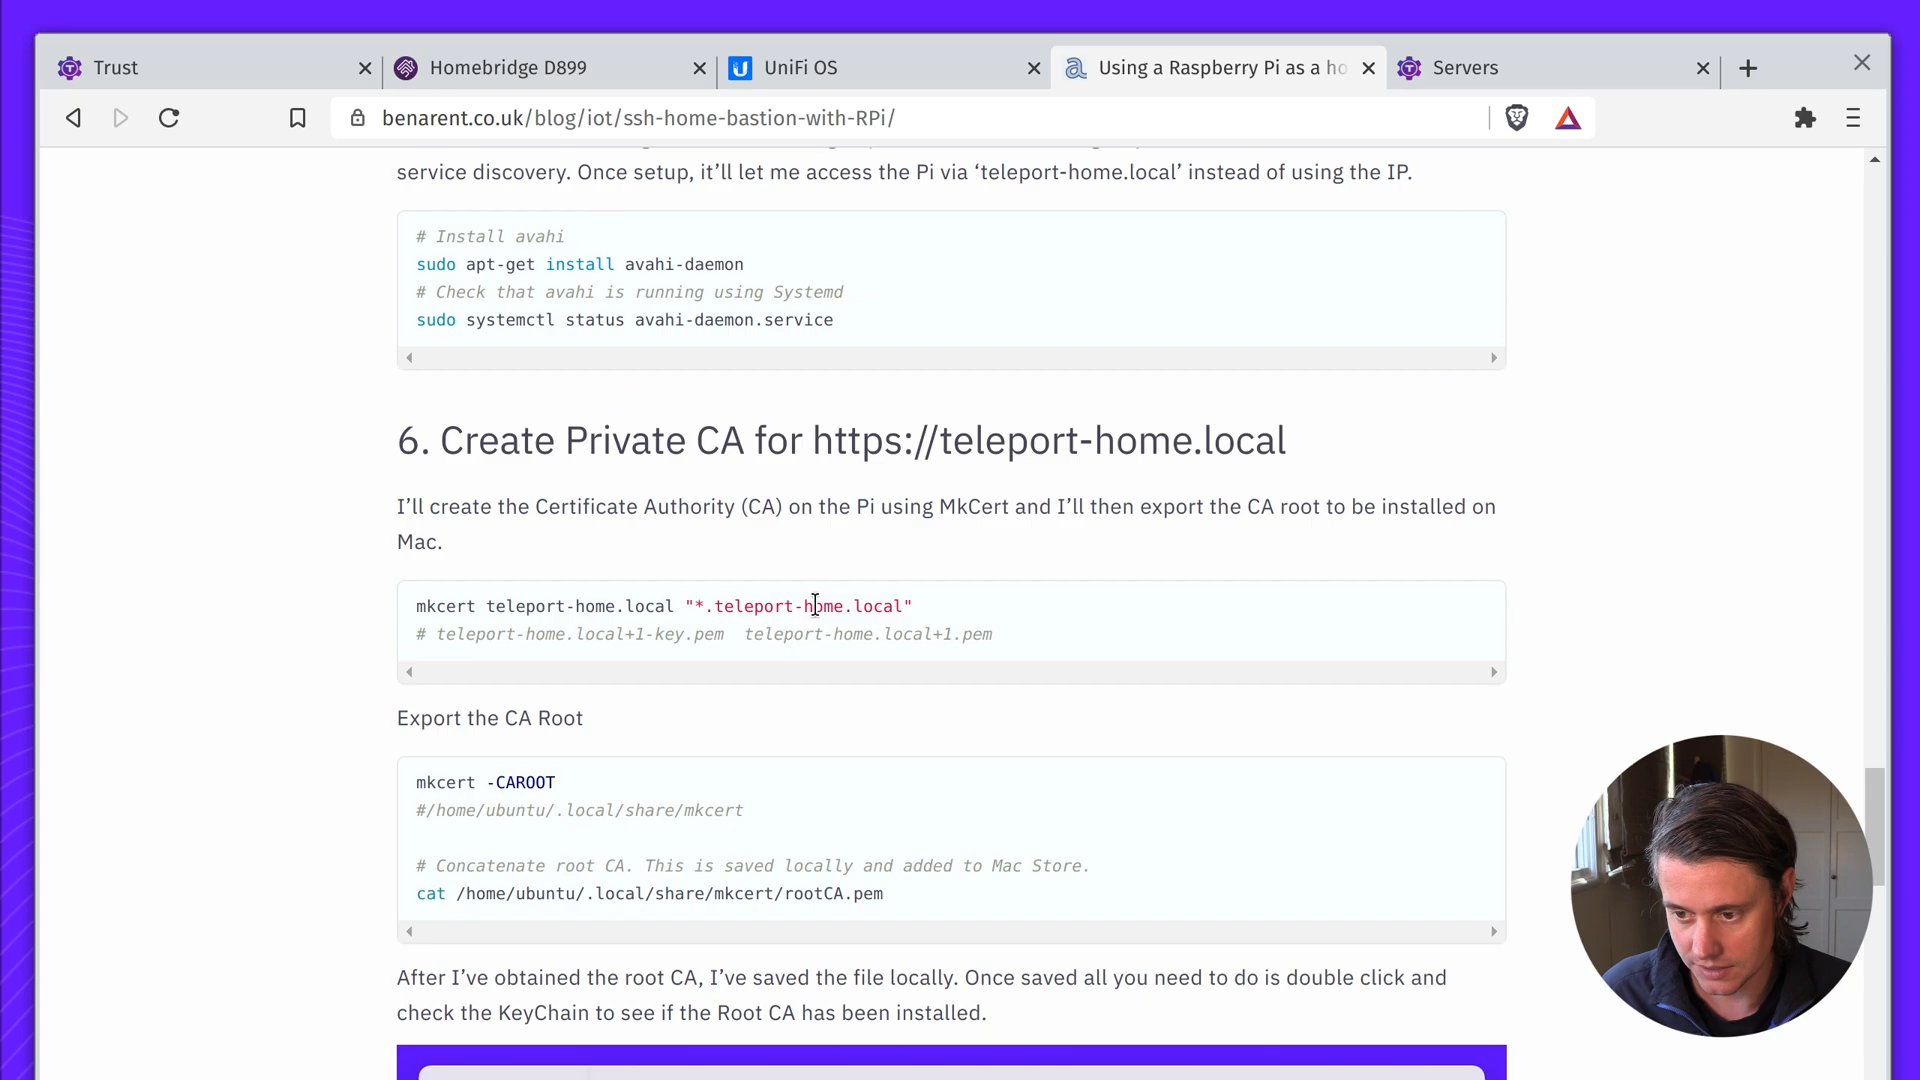 Trust
Homebridge D899
UniFi OS
Using a Raspberry Pi as a ho
Servers
benarent.co.uk/blog/iot/ssh-home-bastion-with-RPi/
service discovery. Once setup, it’ll let me access the Pi via ‘teleport-home.local’ instead of using the IP.
# Install avahi
sudo apt-get install avahi-daemon
# Check that avahi is running using Systemd
sudo systemctl status avahi-daemon.service
6. Create Private CA for https://teleport-home.local
I’ll create the Certificate Authority (CA) on the Pi using MkCert and I’ll then export the CA root to be installed on
Mac.
mkcert teleport-home.local "*.teleport-home.local"
# teleport-home.local+1-key.pem  teleport-home.local+1.pem
Export the CA Root
mkcert -CAROOT
#/home/ubuntu/.local/share/mkcert
# Concatenate root CA. This is saved locally and added to Mac Store.
cat /home/ubuntu/.local/share/mkcert/rootCA.pem
After I’ve obtained the root CA, I’ve saved the file locally. Once saved all you need to do is double click and
check the KeyChain to see if the Root CA has been installed.